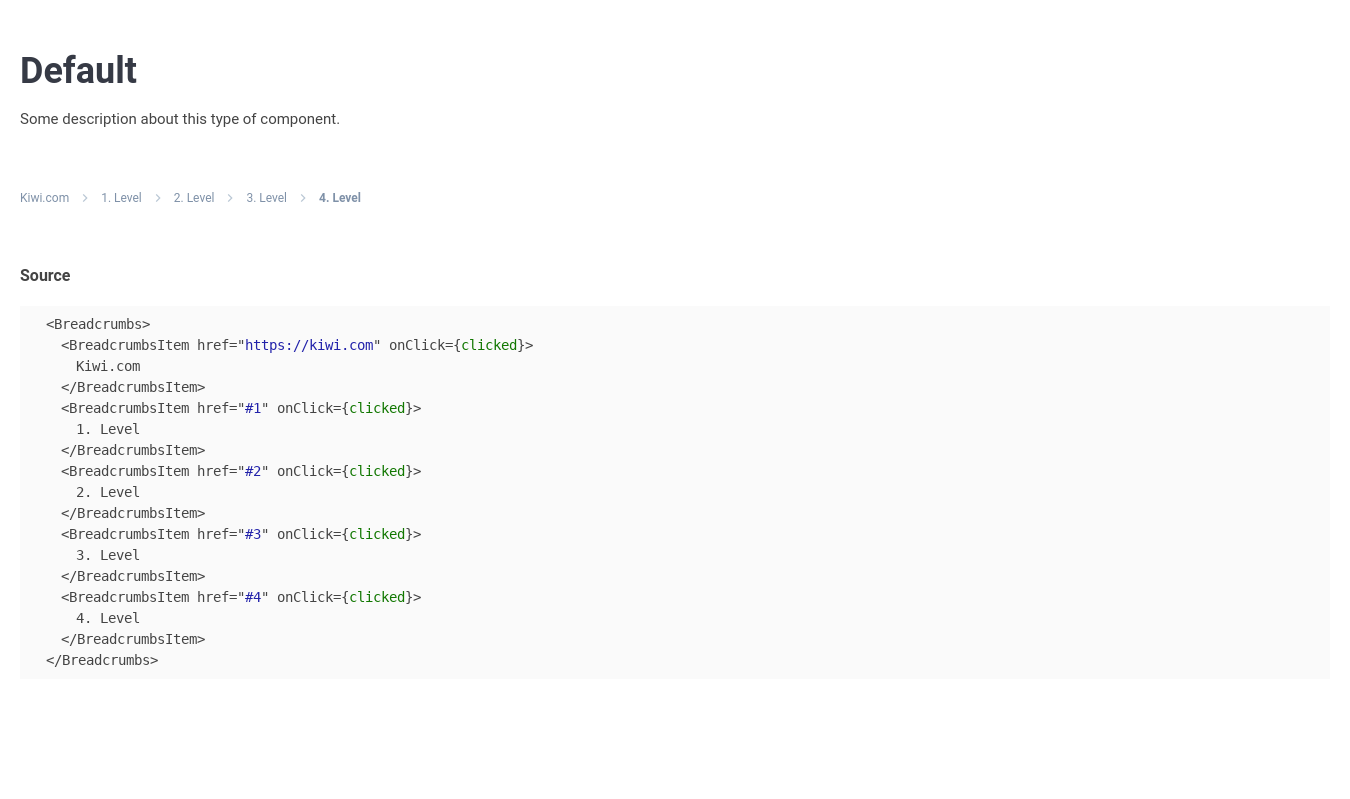 Default
Some description about this type of component.
Kiwi.com 1. Level 2. Level 3. Level 4. Level
Source
<Breadcrumbs>
<BreadcrumbsItem href="https://kiwi.com" onClick={clicked}>
Kiwi.com
</BreadcrumbsItem>
<BreadcrumbsItem href="#1" onClick={clicked}>
1. Level
</BreadcrumbsItem>
<BreadcrumbsItem href="#2" onClick={clicked}>
2. Level
</BreadcrumbsItem>
<BreadcrumbsItem href="#3" onClick={clicked}>
3. Level
</BreadcrumbsItem>
<BreadcrumbsItem href="#4" onClick={clicked}>
4. Level
</BreadcrumbsItem>
</Breadcrumbs>